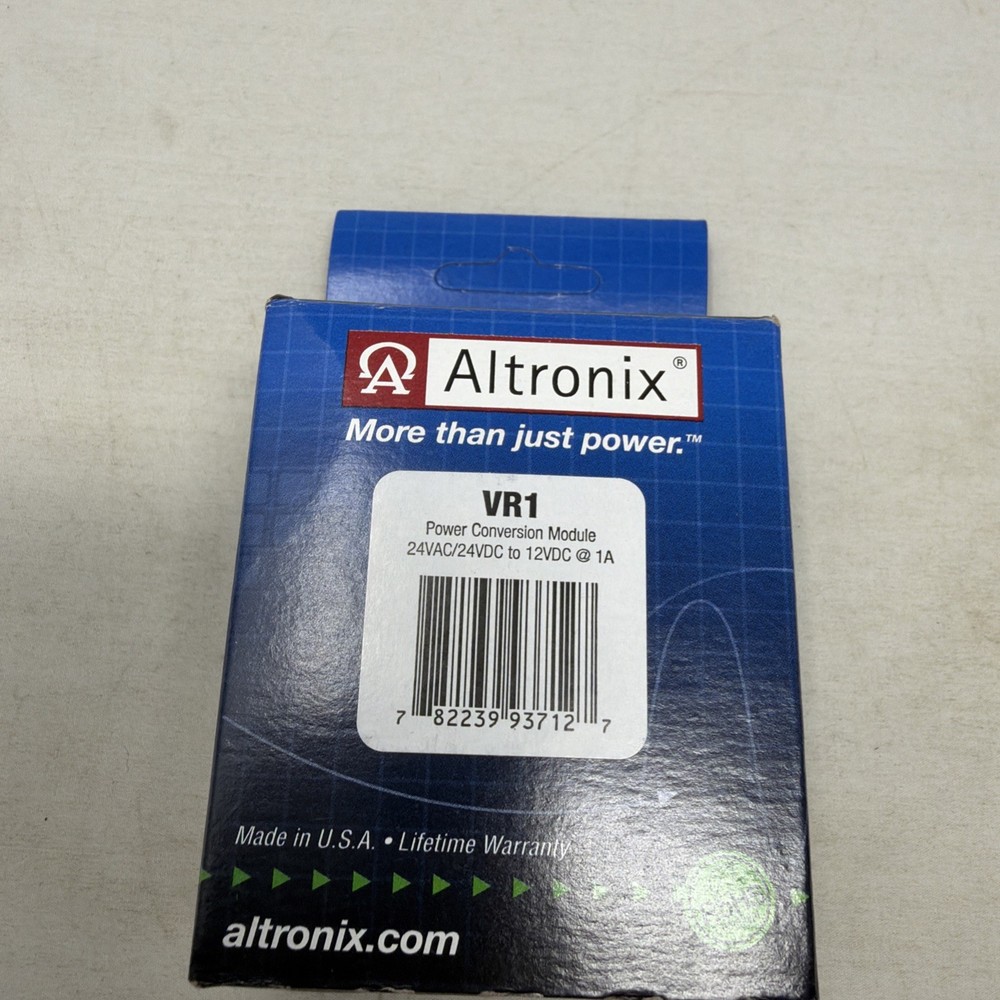 Altronix®
More than just power.™
VR1
Power Conversion Module
24VAC/24VDC to 12VDC @ 1A
7 82239 93712 7
Made in U.S.A. • Lifetime Warranty
altronix.com